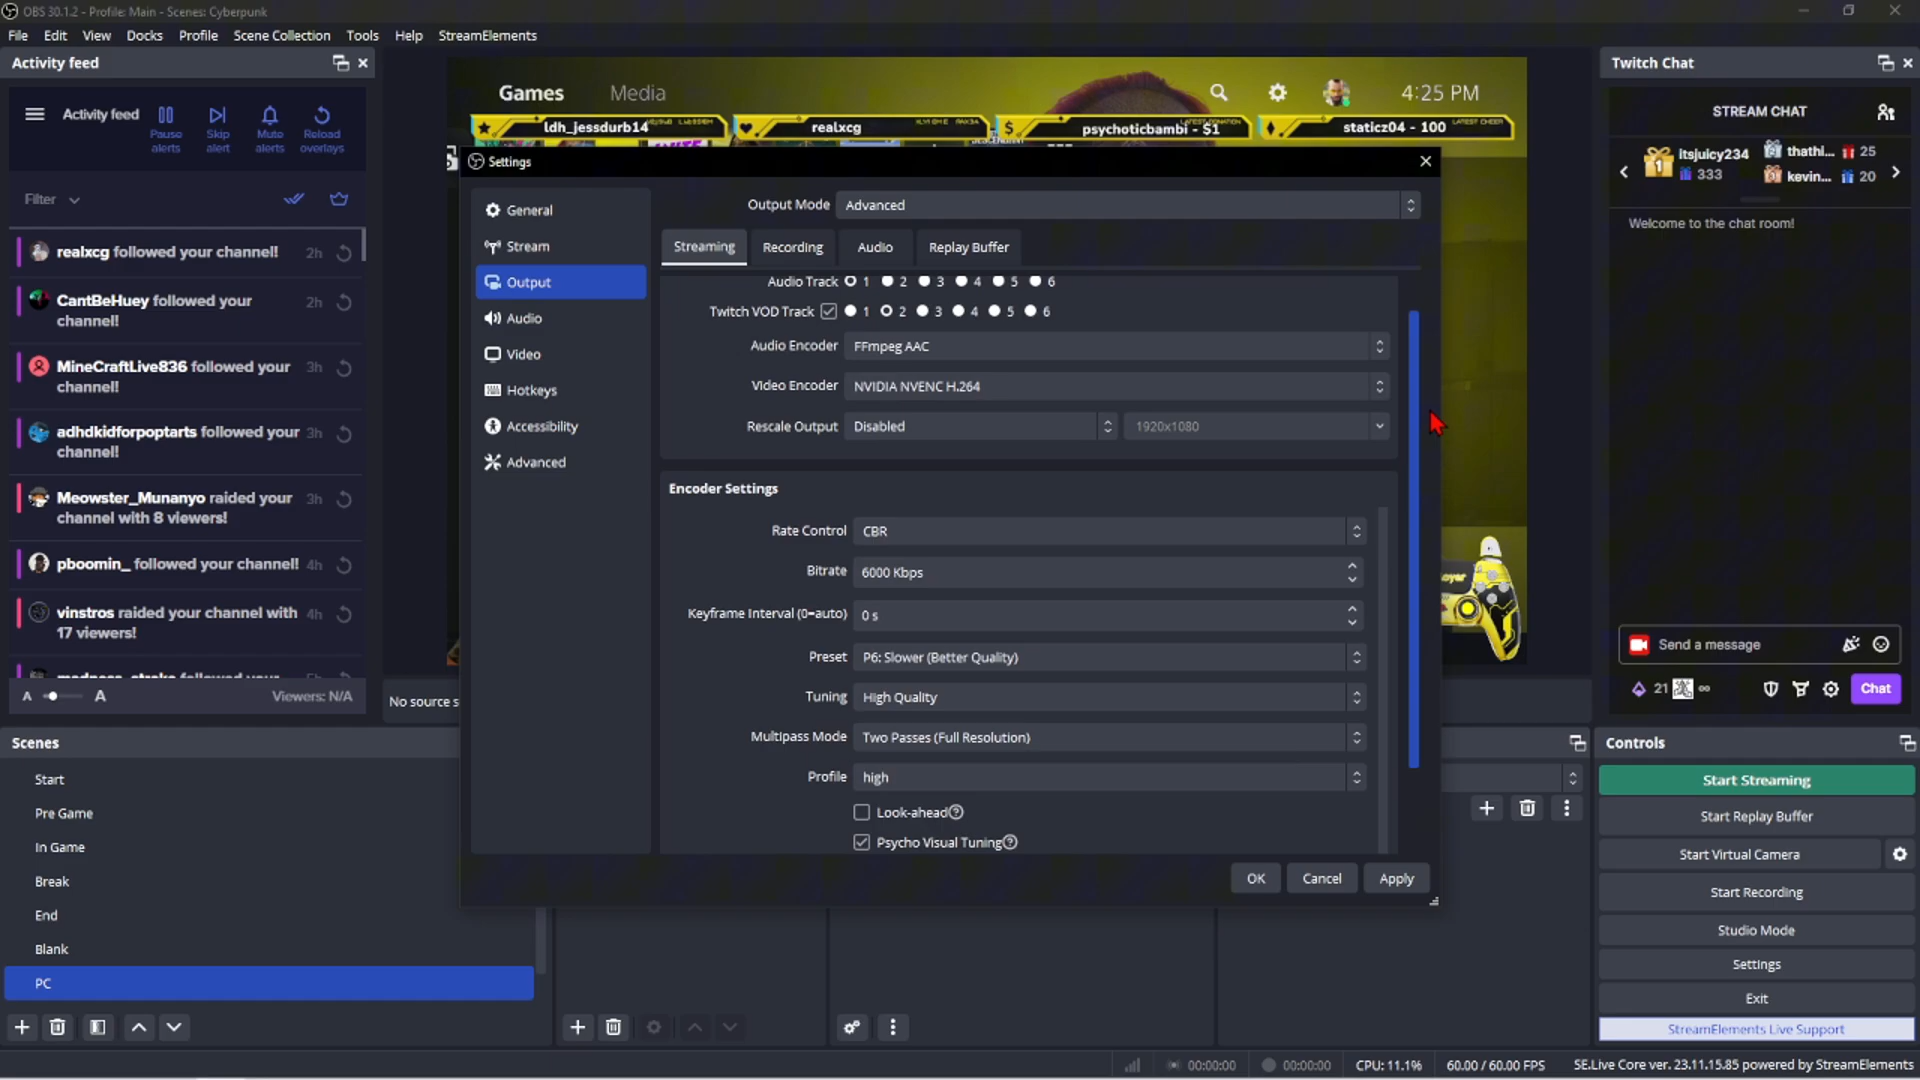 OBS 30.1.2 - Profile: Main - Scenes: Cyberpunk
File Edit View Docks Profile Scene Collection Tools Help StreamElements
Activity feed
Activity feed
Pause alerts
Skip alert
Mute alerts
Reload overlays
Filter
realxcg followed your channel! 2h
CantBeHuey followed your 2h
channel!
MineCraftLive836 followed your 3h
channel!
adhdkidforpoptarts followed your 3h
channel!
Meowster_Munanyo raided your 3h
channel with 8 viewers!
pboomin_ followed your channel! 4h
vinstros raided your channel with 4h
17 viewers!
A A Viewers: N/A
Games Media 4:25 PM
ldh_jessdurb14
realxcg
psychoticbambi - $1
LATEST DONATION
staticz04 - 100
LATEST CHEER
No source s
Settings
General
Stream
Output
Audio
Video
Hotkeys
Accessibility
Advanced
Output Mode Advanced
Streaming Recording Audio Replay Buffer
Audio Track 1 2 3 4 5 6
Twitch VOD Track 1 2 3 4 5 6
Audio Encoder FFmpeg AAC
Video Encoder NVIDIA NVENC H.264
Rescale Output Disabled 1920x1080
Encoder Settings
Rate Control CBR
Bitrate 6000 Kbps
Keyframe Interval (0=auto) 0 s
Preset P6: Slower (Better Quality)
Tuning High Quality
Multipass Mode Two Passes (Full Resolution)
Profile high
Look-ahead
Psycho Visual Tuning
OK Cancel Apply
Twitch Chat
STREAM CHAT
1 itsjuicy234 333
thathi... 25
kevin... 20
Welcome to the chat room!
Send a message
21 ∞ Chat
Scenes
Start
Pre Game
In Game
Break
End
Blank
PC
Controls
Start Streaming
Start Replay Buffer
Start Virtual Camera
Start Recording
Studio Mode
Settings
Exit
StreamElements Live Support
00:00:00 00:00:00 CPU: 11.1% 60.00 / 60.00 FPS SE.Live Core ver. 23.11.15.85 powered by StreamElements